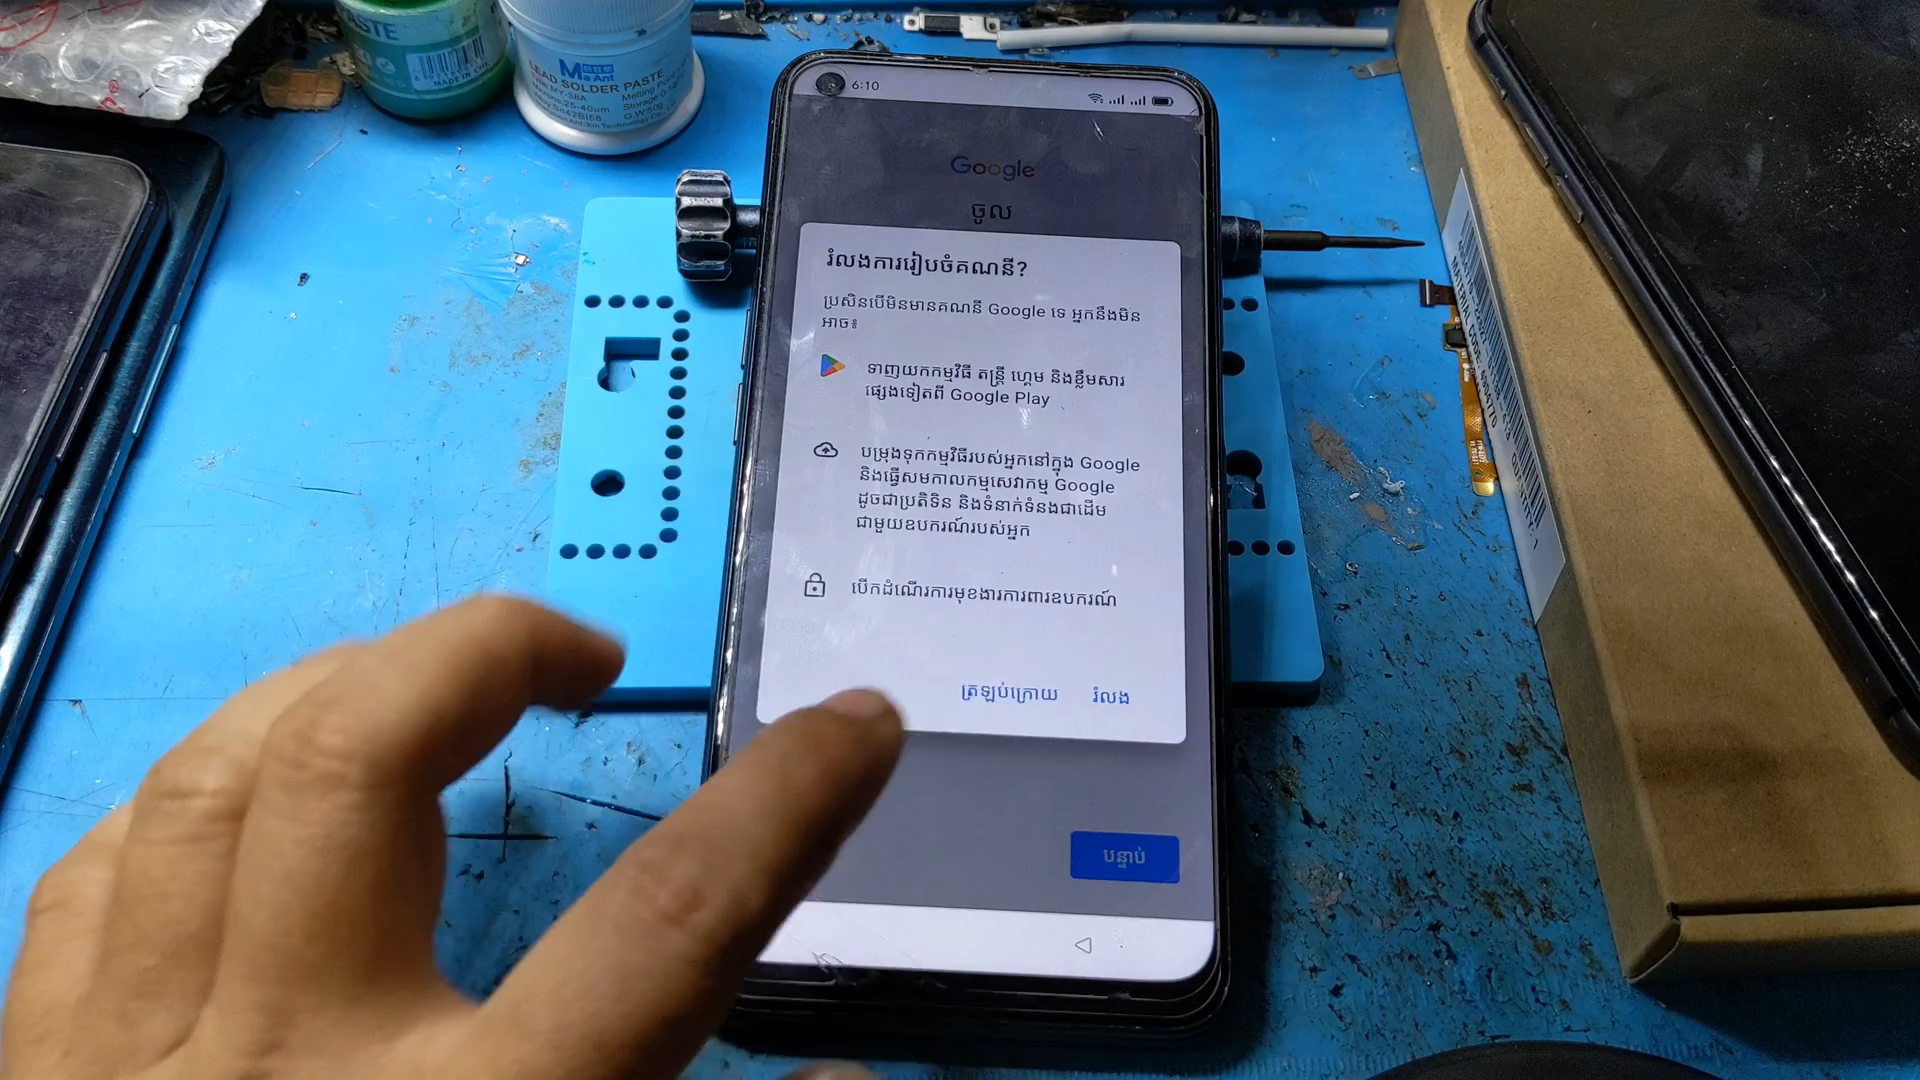 PASTE
MADE IN CHI
Ma Ant
LEAD SOLDER PASTE
6:10
Google
ចូល
រំលងការរៀបចំគណនី?
ប្រសិនបើមិនមានគណនី Google ទេ អ្នកនឹងមិន
អាច៖
ទាញយកកម្មវិធី តន្ត្រី ហ្គេម និងខ្លឹមសារ
ផ្សេងទៀតពី Google Play
បម្រុងទុកកម្មវិធីរបស់អ្នកនៅក្នុង Google
និងធ្វើសមកាលកម្មសេវាកម្ម Google
ដូចជាប្រតិទិន និងទំនាក់ទំនងជាដើម
ជាមួយឧបករណ៍របស់អ្នក
បើកដំណើរការមុខងារការពារឧបករណ៍
ត្រឡប់ក្រោយ
រំលង
បន្ទាប់